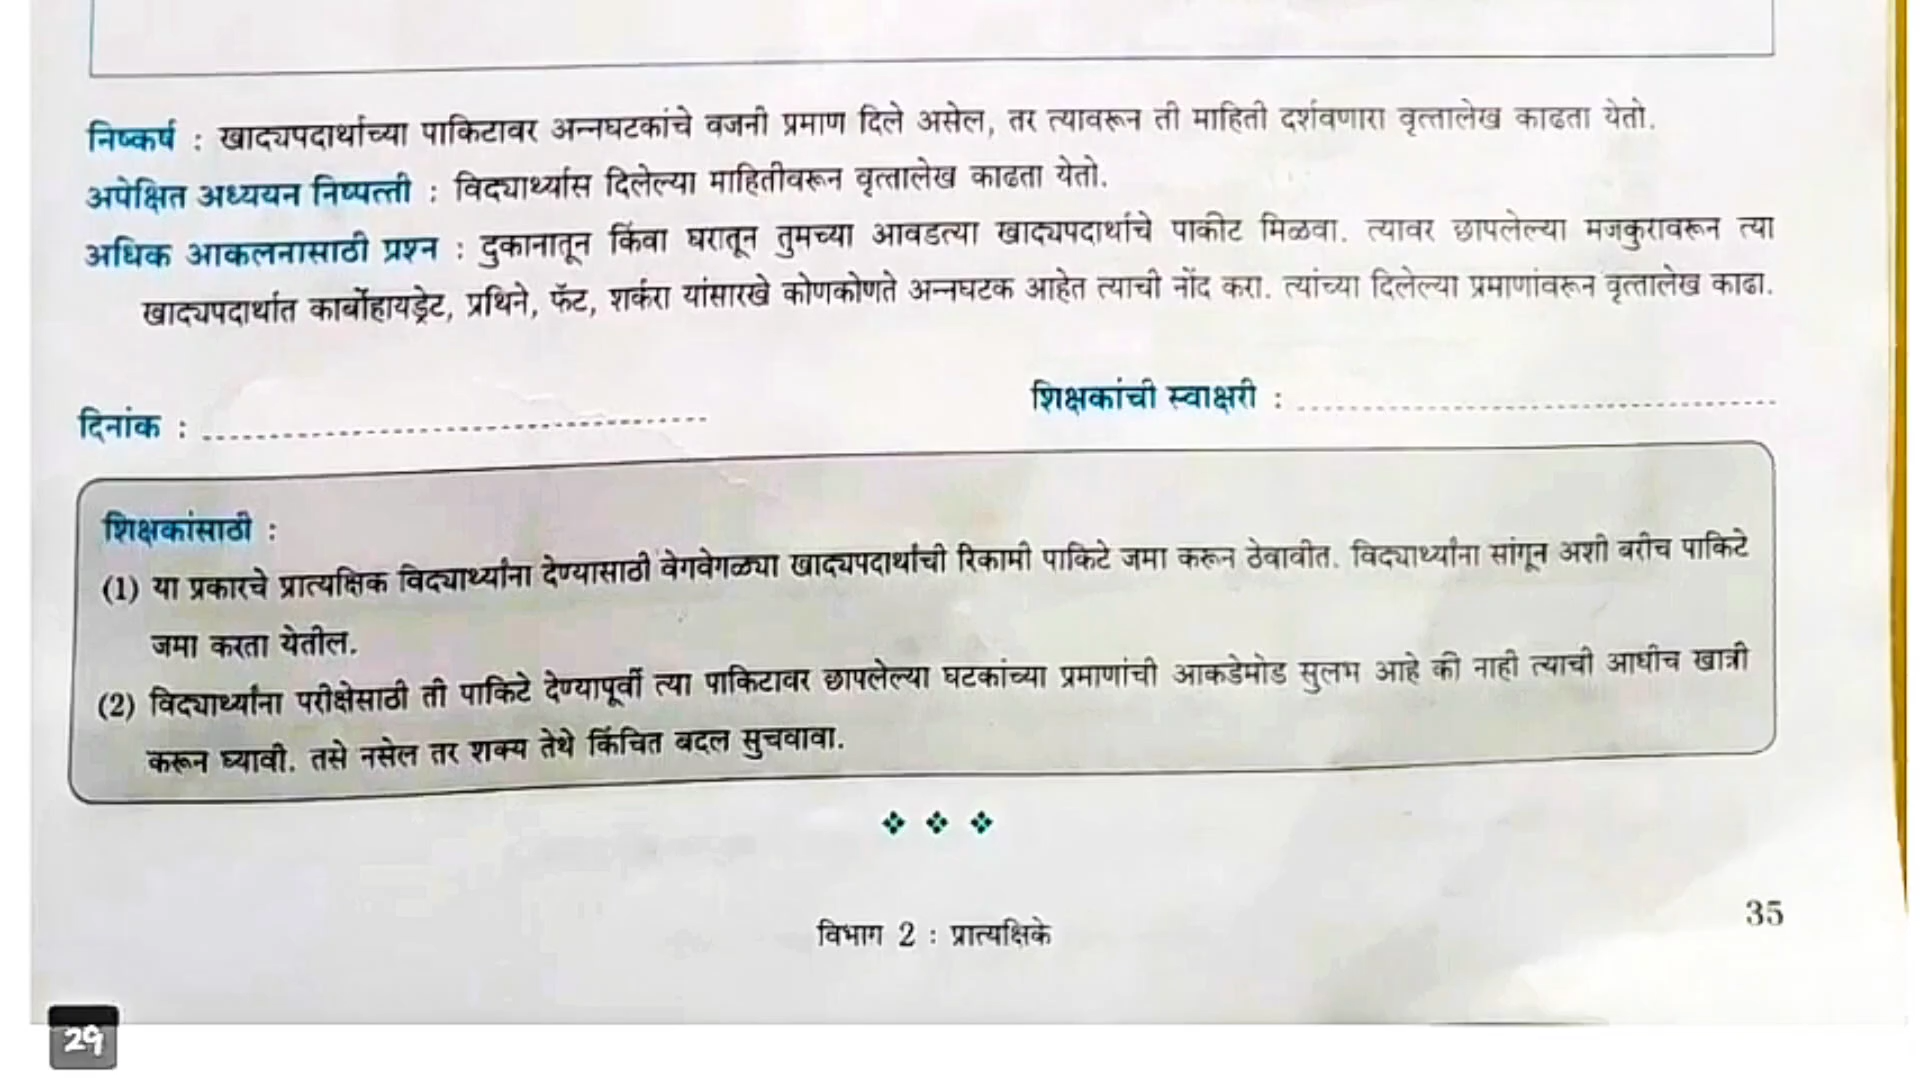 निष्कर्ष : खाद्यपदार्थाच्या पाकिटावर अन्नघटकांचे वजनी प्रमाण दिले असेल, तर त्यावरून ती माहिती दर्शवणारा वृत्तालेख काढता येतो.
अपेक्षित अध्ययन निष्पत्ती : विद्यार्थ्यास दिलेल्या माहितीवरून वृत्तालेख काढता येतो.
अधिक आकलनासाठी प्रश्न : दुकानातून किंवा घरातून तुमच्या आवडत्या खाद्यपदार्थाचे पाकीट मिळवा. त्यावर छापलेल्या मजकुरावरून त्या
खाद्यपदार्थात कार्बोहायड्रेट, प्रथिने, फॅट, शर्करा यांसारखे कोणकोणते अन्नघटक आहेत त्याची नोंद करा. त्यांच्या दिलेल्या प्रमाणांवरून वृत्तालेख काढा.
दिनांक : शिक्षकांची स्वाक्षरी :
शिक्षकांसाठी :
(1) या प्रकारचे प्रात्यक्षिक विद्यार्थ्यांना देण्यासाठी वेगवेगळ्या खाद्यपदार्थांची रिकामी पाकिटे जमा करून ठेवावीत. विद्यार्थ्यांना सांगून अशी बरीच पाकिटे
जमा करता येतील.
(2) विद्यार्थ्यांना परीक्षेसाठी ती पाकिटे देण्यापूर्वी त्या पाकिटावर छापलेल्या घटकांच्या प्रमाणांची आकडेमोड सुलभ आहे की नाही त्याची आधीच खात्री
करून घ्यावी. तसे नसेल तर शक्य तेथे किंचित बदल सुचवावा.
विभाग 2 : प्रात्यक्षिके
35
29